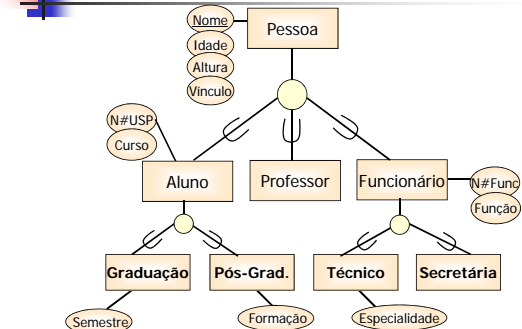 Nome
Pessoa
Idade
Altura
Vínculo
N#USP
Curso
Aluno
Professor
Funcionário
N#Func
Função
Graduação
Pós-Grad.
Técnico
Secretária
Semestre
Formação
Especialidade